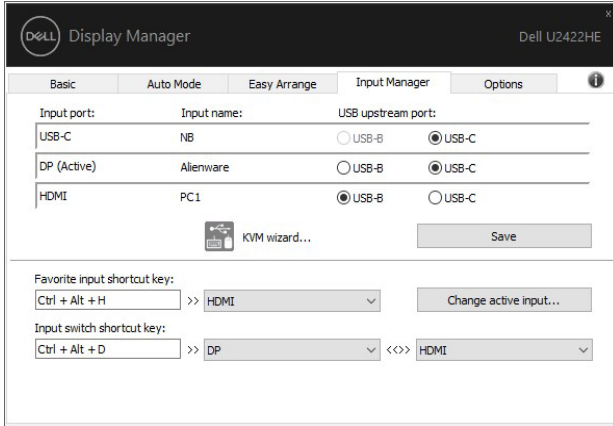 DELL Display Manager Dell U2422HE
Basic Auto Mode Easy Arrange Input Manager Options
Input port: Input name: USB upstream port:
USB-C NB USB-B USB-C
DP (Active) Alienware USB-B USB-C
HDMI PC1 USB-B USB-C
KVM wizard... Save
Favorite input shortcut key:
Ctrl + Alt + H >> HDMI Change active input...
Input switch shortcut key:
Ctrl + Alt + D >> DP <<>> HDMI